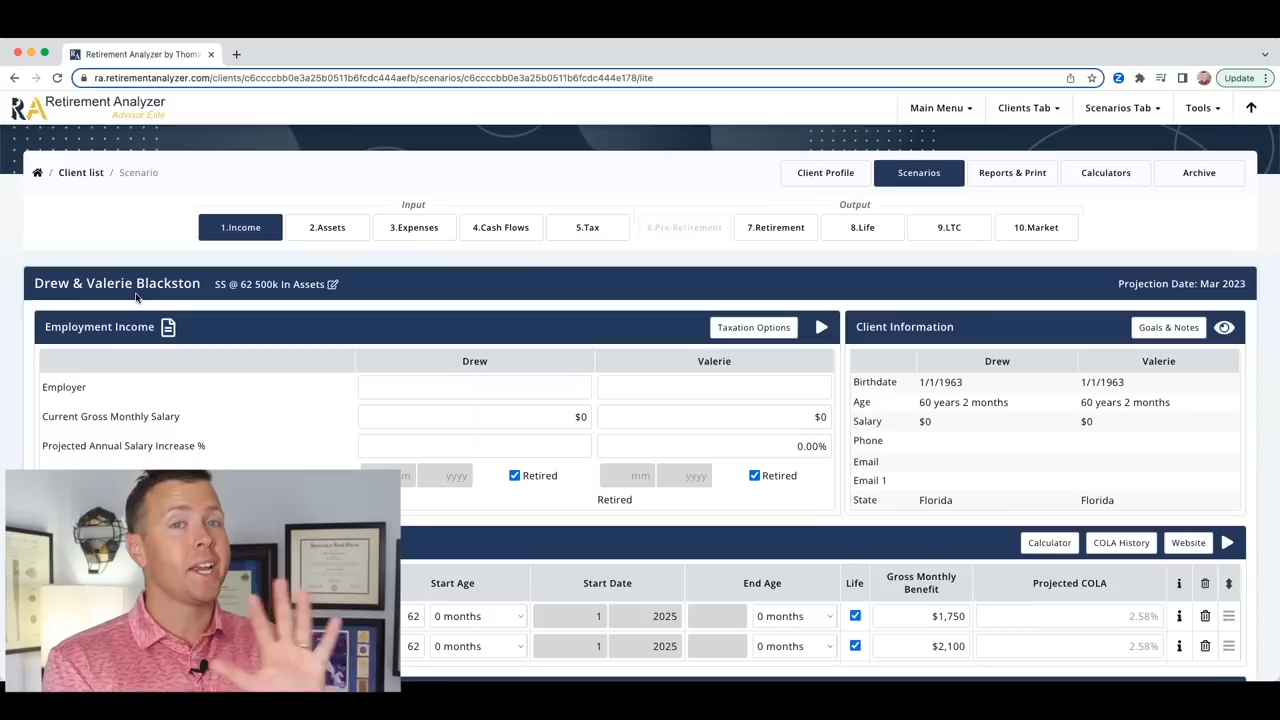 Retirement Analyzer by Thom
ra.retirementanalyzer.com/clients/c6ccccbb0e3a25b0511b6fcdc444aefb/scenarios/c6ccccbb0e3a25b0511b6fcdc444e178/lite
Update
RA Retirement Analyzer
Advisor Elite
Main Menu Clients Tab Scenarios Tab Tools
/ Client list / Scenario
Client Profile Scenarios Reports & Print Calculators Archive
Input Output
1.Income 2.Assets 3.Expenses 4.Cash Flows 5.Tax 6.Pre-Retirement 7.Retirement 8.Life 9.LTC 10.Market
Drew & Valerie Blackston SS @ 62 500k In Assets Projection Date: Mar 2023
Employment Income Taxation Options
Drew Valerie
Employer
Current Gross Monthly Salary $0 $0
Projected Annual Salary Increase % 0.00%
yyyy Retired mm yyyy Retired
Retired
Client Information Goals & Notes
Drew Valerie
Birthdate 1/1/1963 1/1/1963
Age 60 years 2 months 60 years 2 months
Salary $0 $0
Phone
Email
Email 1
State Florida Florida
Calculator COLA History Website
Start Age Start Date End Age Life Gross Monthly Benefit Projected COLA
62 0 months 1 2025 0 months $1,750 2.58%
62 0 months 1 2025 0 months $2,100 2.58%